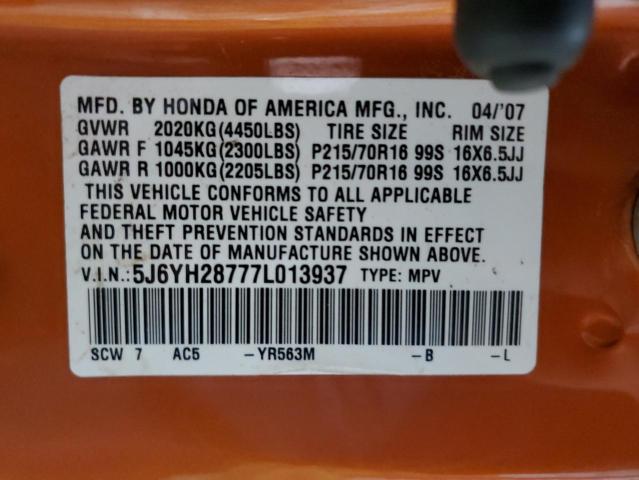 MFD. BY HONDA OF AMERICA MFG., INC. 04/'07
GVWR 2020KG(4450LBS) TIRE SIZE RIM SIZE
GAWR F 1045KG(2300LBS) P215/70R16 99S 16X6.5JJ
GAWR R 1000KG(2205LBS) P215/70R16 99S 16X6.5JJ
THIS VEHICLE CONFORMS TO ALL APPLICABLE
FEDERAL MOTOR VEHICLE SAFETY
AND THEFT PREVENTION STANDARDS IN EFFECT
ON THE DATE OF MANUFACTURE SHOWN ABOVE.
V.I.N.: 5J6YH28777L013937 TYPE: MPV
SCW 7 AC5 -YR563M -B -L